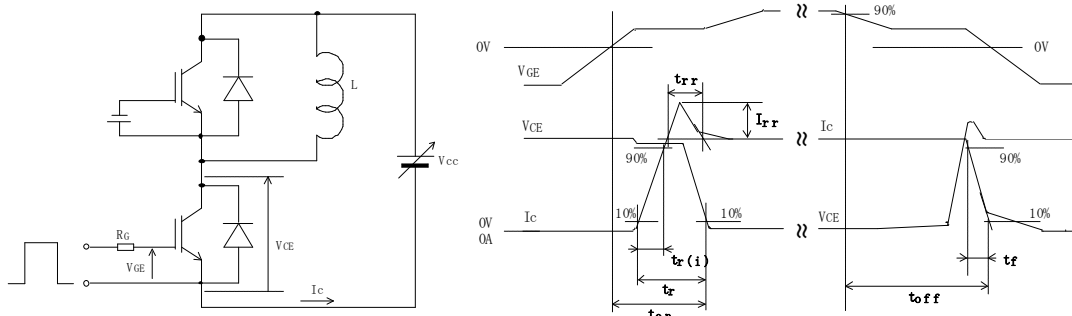 L
Vcc
RG
VGE
VCE
Ic
0V
VGE
trr
Irr
VCE
90%
Ic
0V
0A
10%
10%
tr(i)
tr
ton
90%
0V
Ic
90%
VCE
10%
tf
toff